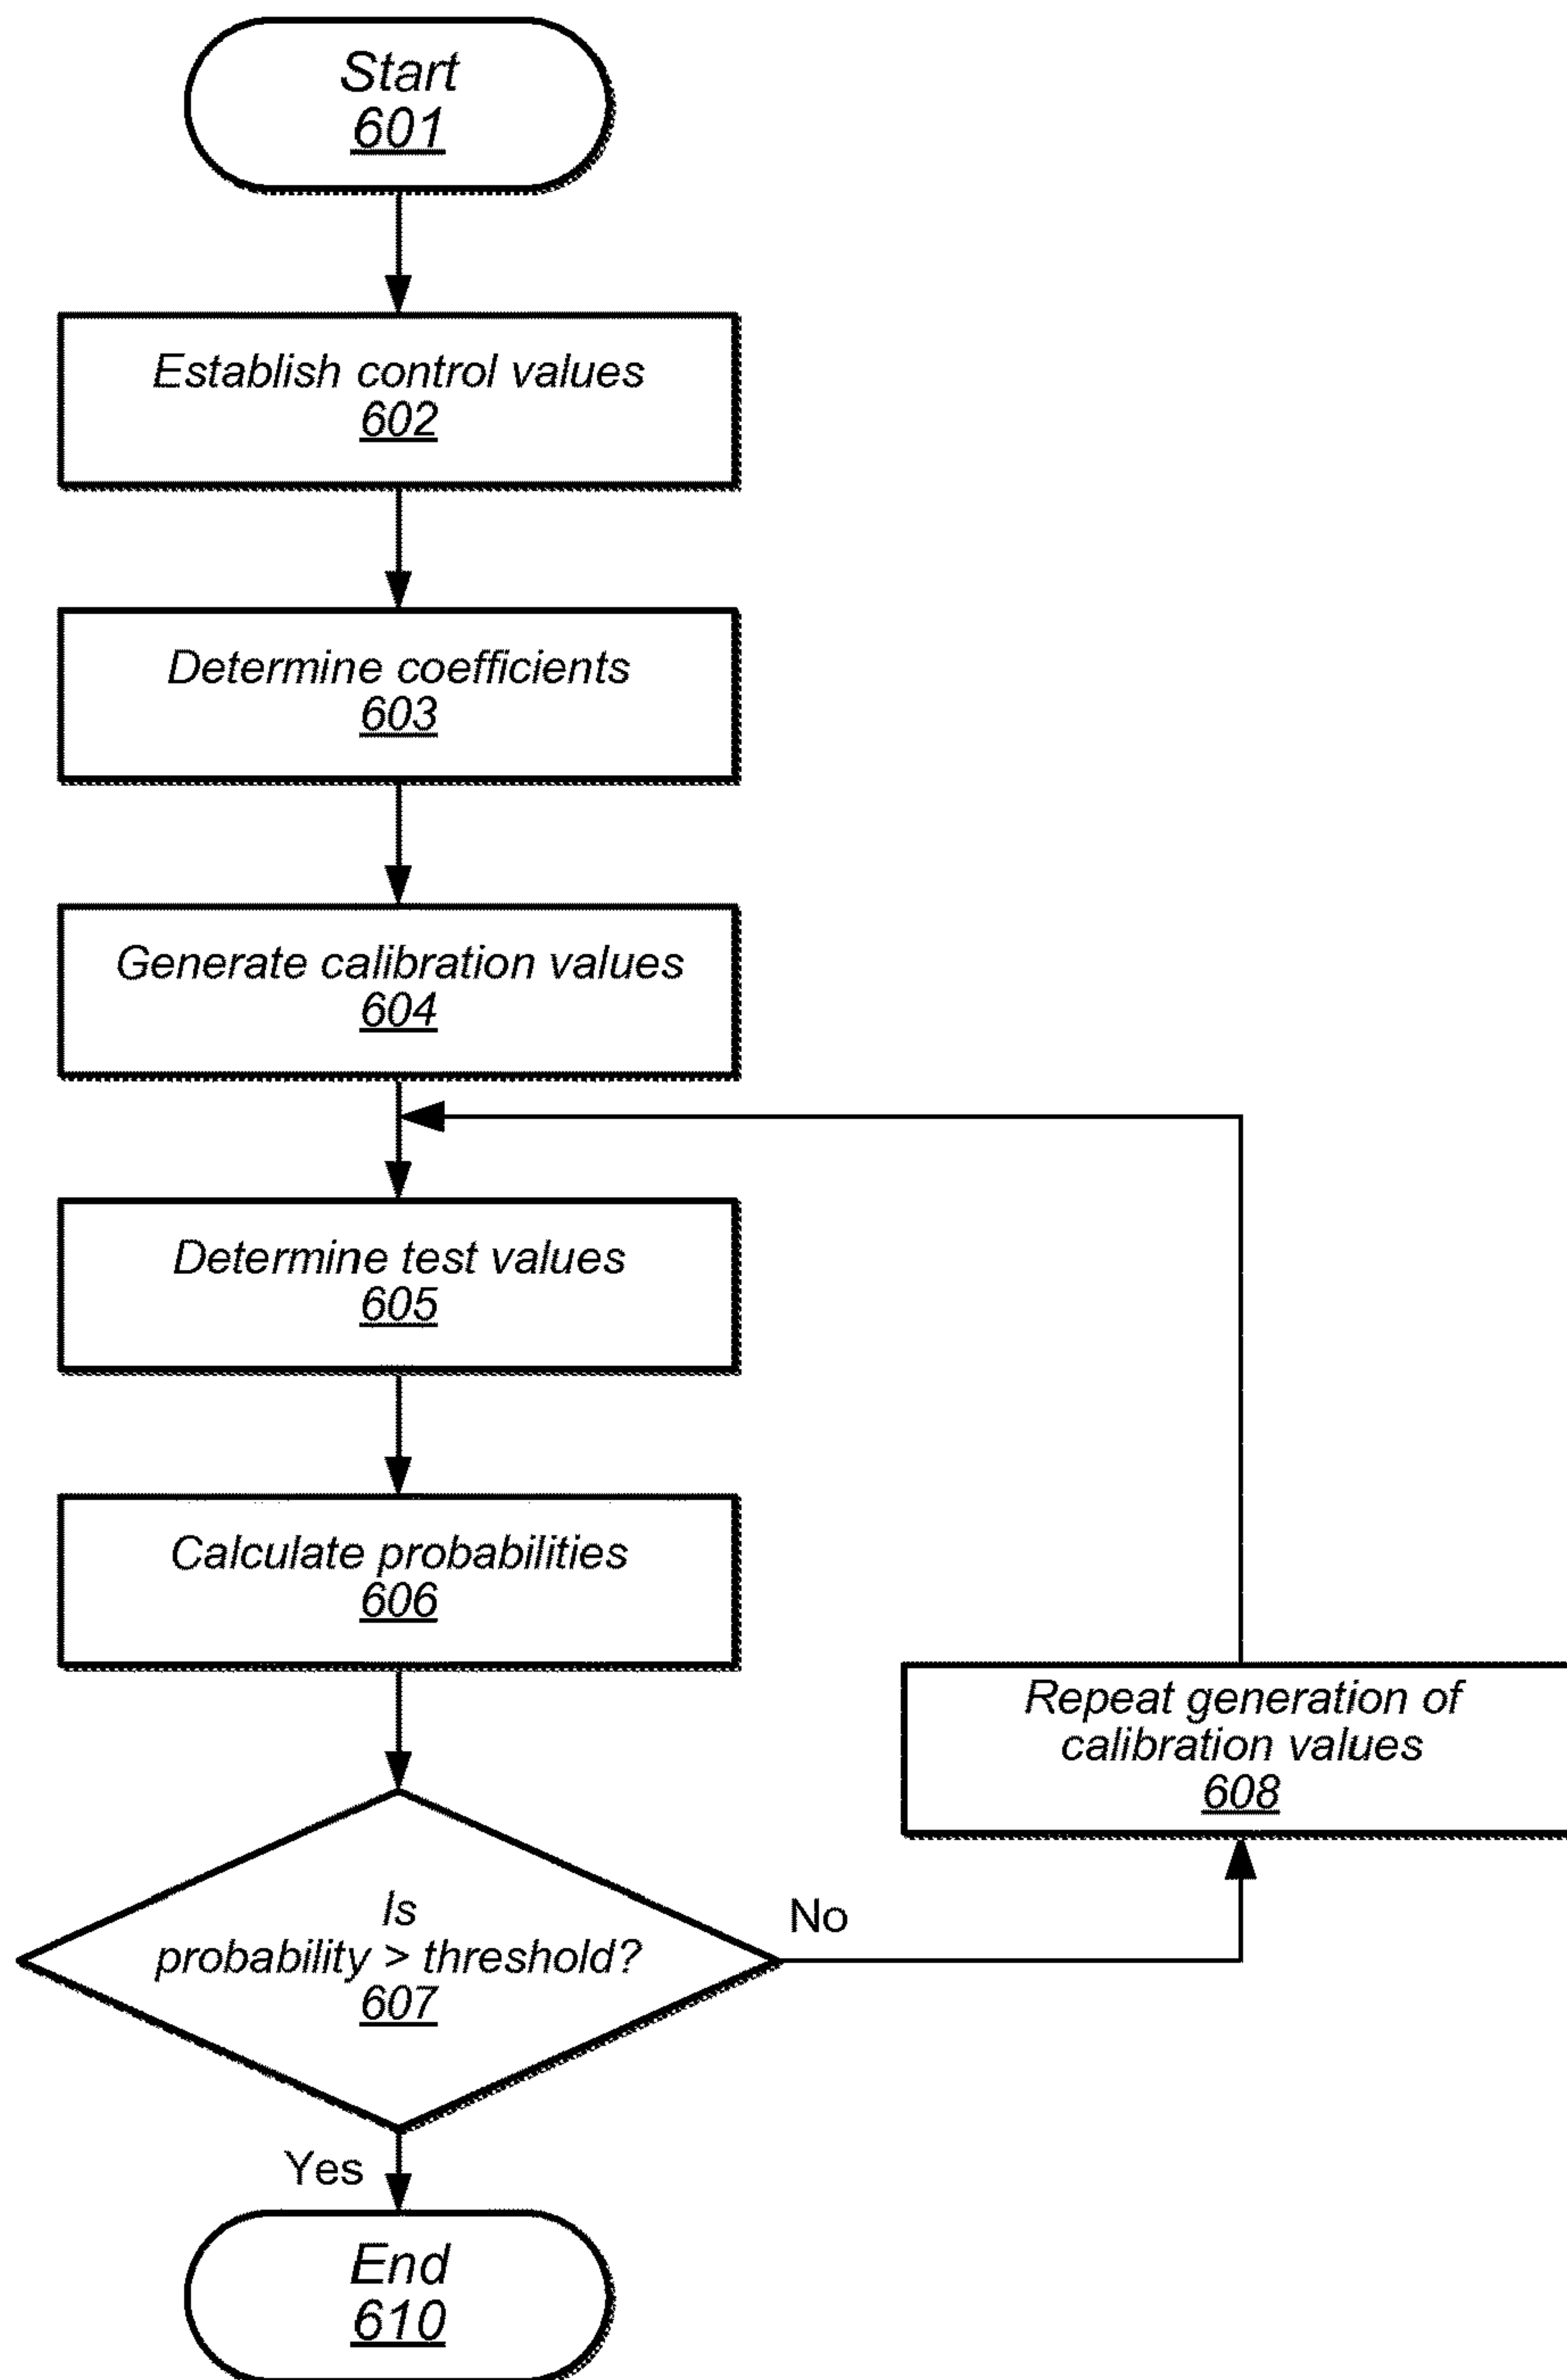 Start
601
Establish control values
602
Determine coefficients
603
Generate calibration values
604
Determine test values
605
Calculate probabilities
606
Repeat generation of
calibration values
608
Is
probability > threshold?
607
No
Yes
End
610